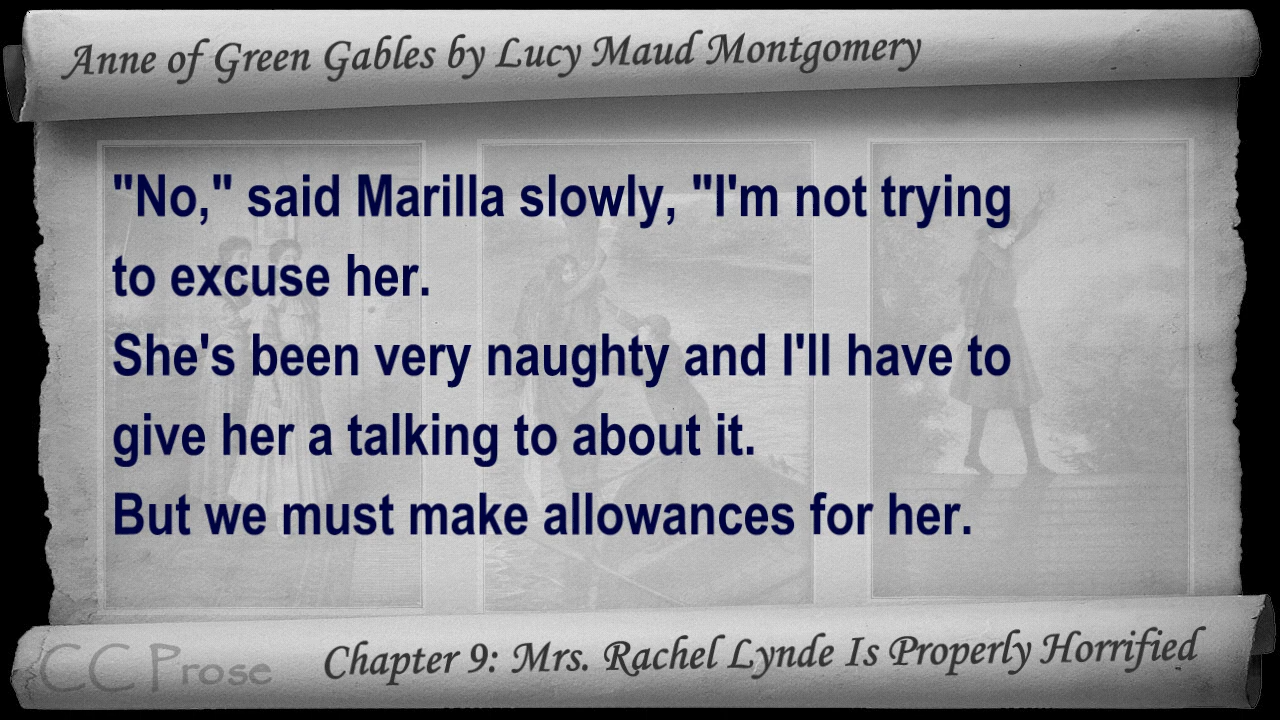 Anne of Green Gables by Lucy Maud Montgomery
"No," said Marilla slowly, "I'm not trying
to excuse her.
She's been very naughty and I'll have to
give her a talking to about it.
But we must make allowances for her.
CC Prose
Chapter 9: Mrs. Rachel Lynde Is Properly Horrified